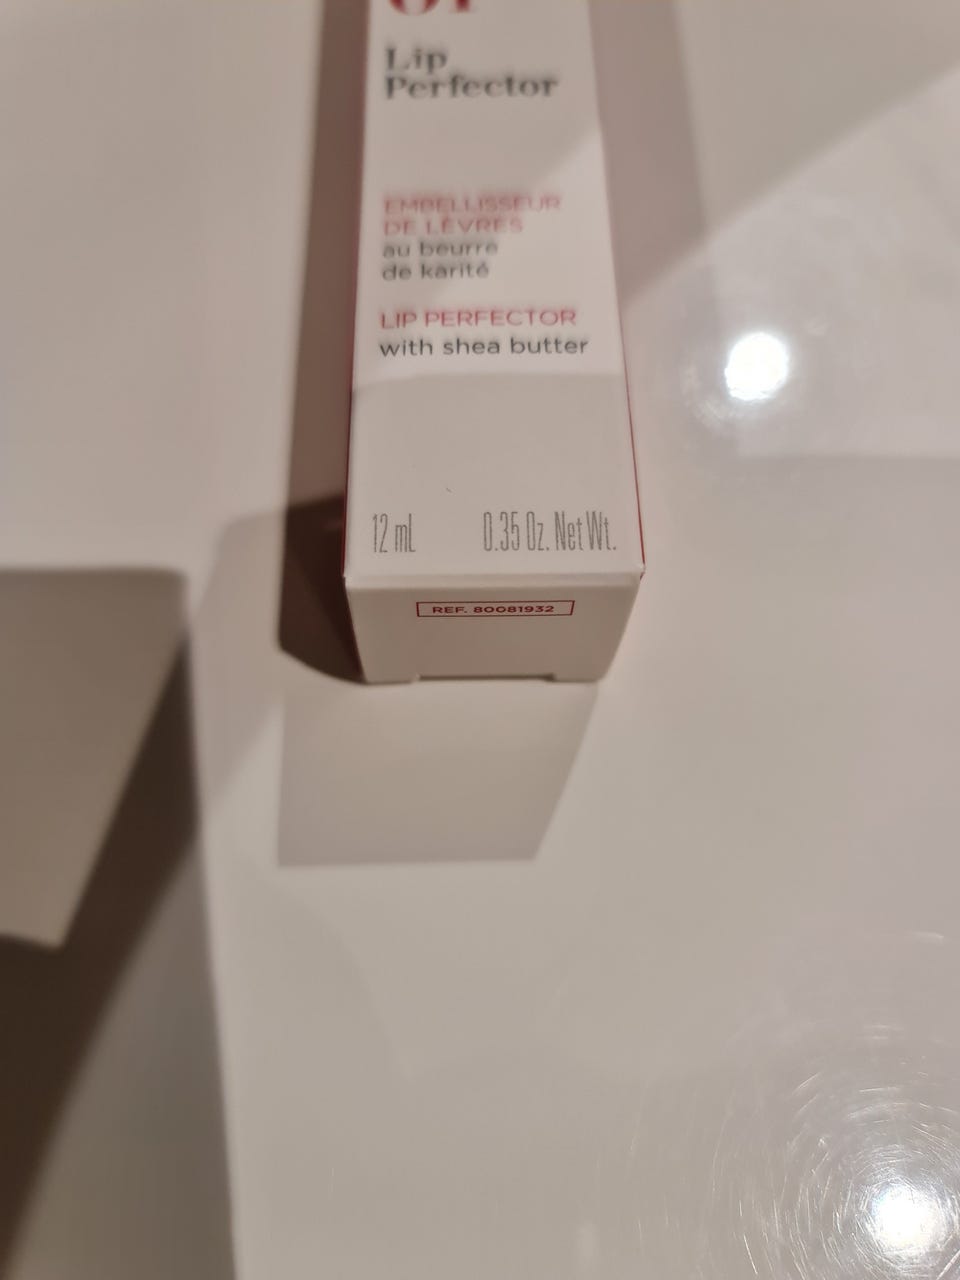 01
Lip
Perfector
EMBELLISSEUR
DE LÈVRES
au beurre
de karité
LIP PERFECTOR
with shea butter
12 mL 0.35 Oz. Net Wt.
REF. 80081932